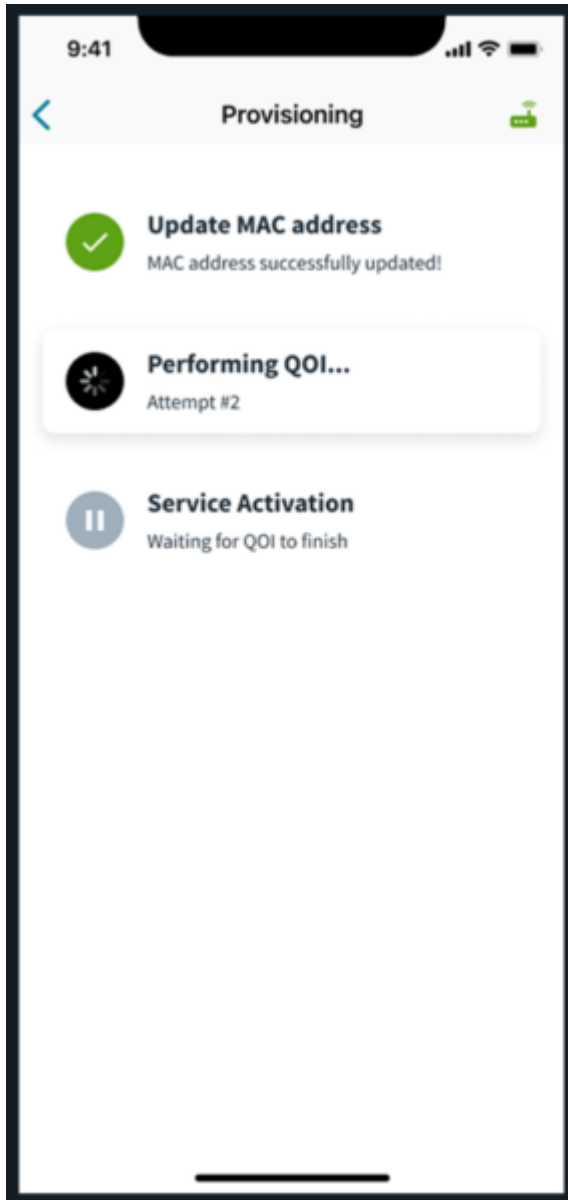 9:41
Provisioning
Update MAC address
MAC address successfully updated!
Performing QOI...
Attempt #2
Service Activation
Waiting for QOI to finish